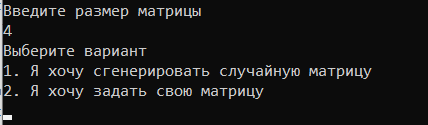 Введите размер матрицы
4
Выберите вариант
1. Я хочу сгенерировать случайную матрицу
2. Я хочу задать свою матрицу